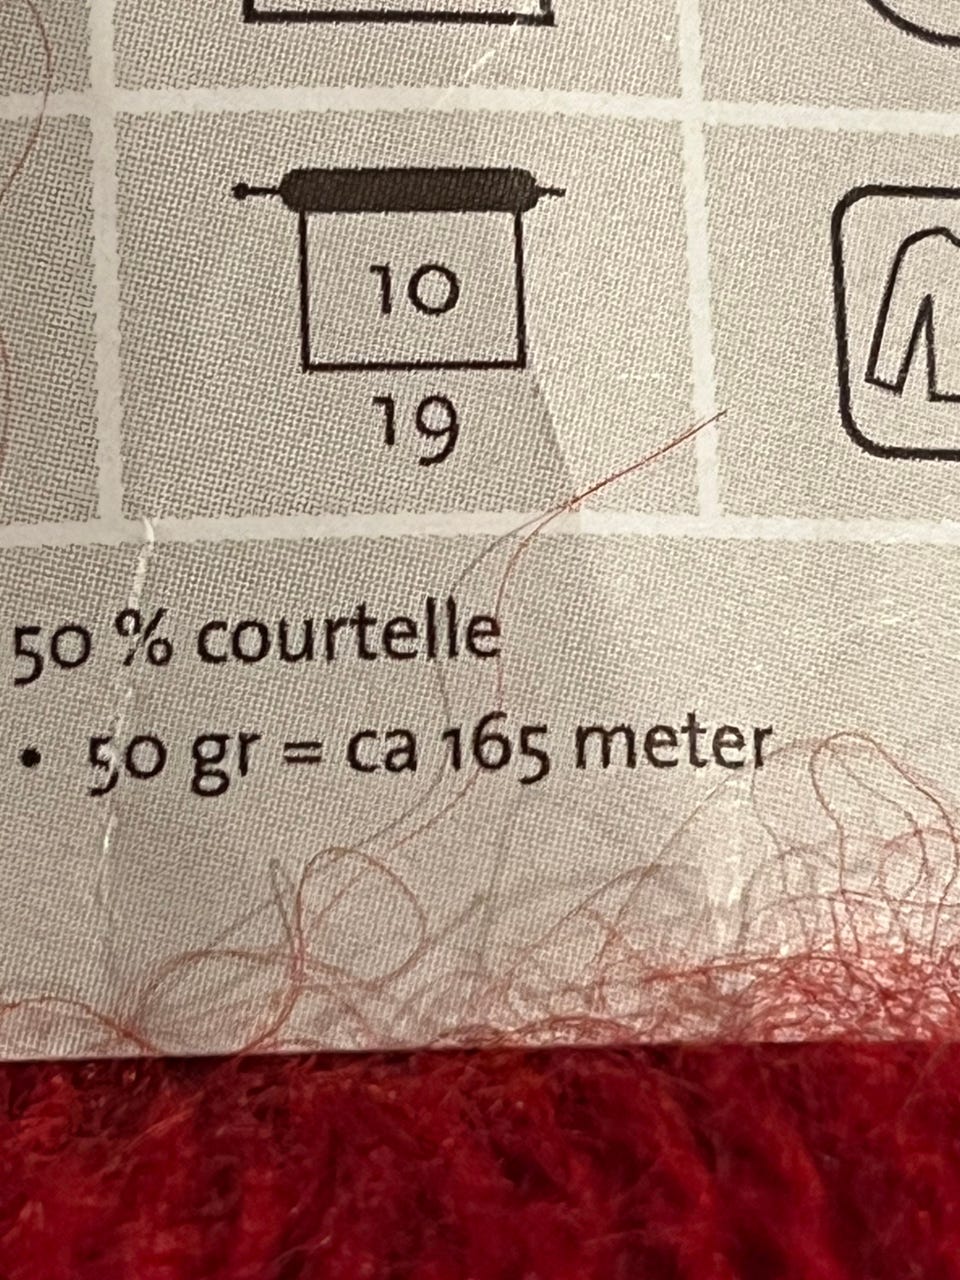 10
19
50 % courtelle
• 50 gr = ca 165 meter